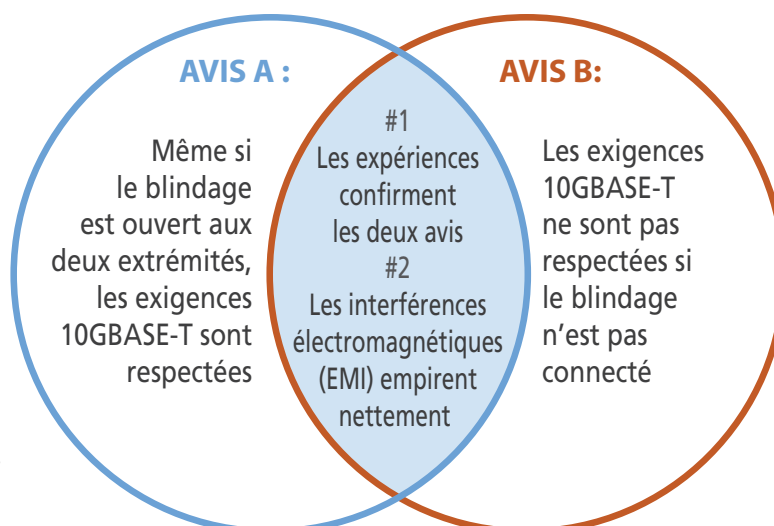 AVIS A :
Même si
le blindage
est ouvert aux
deux extrémités,
les exigences
10GBASE-T sont
respectées
#1
Les expériences
confirment
les deux avis
#2
Les interférences
électromagnétiques
(EMI) empirent
nettement
AVIS B:
Les exigences
10GBASE-T
ne sont pas
respectées si
le blindage
n’est pas
connecté